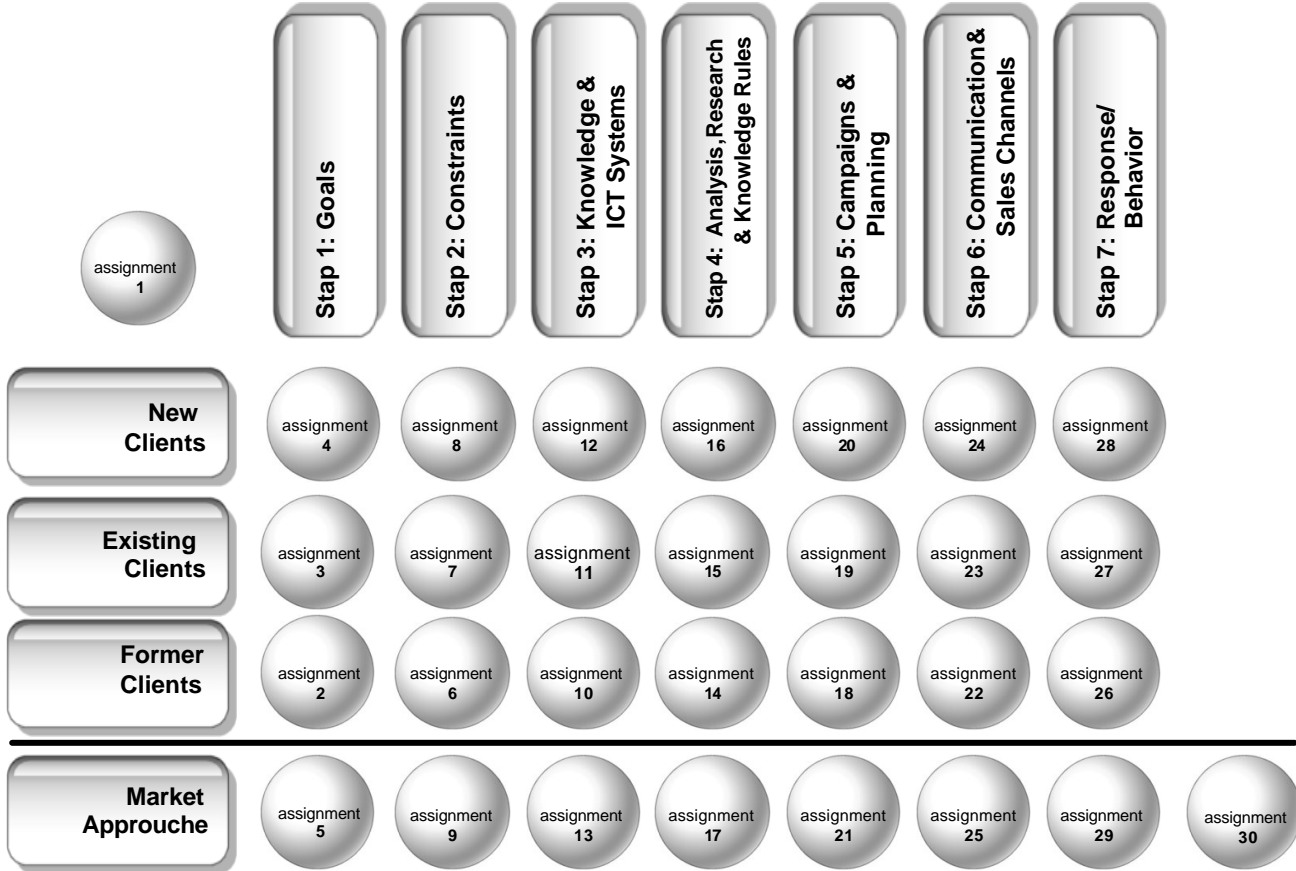 Stap 1: Goals
Stap 2: Constraints
Stap 3: Knowledge &
ICT Systems
Stap 4: Analysis,Research
& Knowledge Rules
Stap 5: Campaigns &
Planning
Stap 6: Communication&
Sales Channels
Stap 7: Response/
Behavior
assignment
1
New
Clients
assignment
4
assignment
8
assignment
12
assignment
16
assignment
20
assignment
24
assignment
28
Existing
Clients
assignment
3
assignment
7
assignment
11
assignment
15
assignment
19
assignment
23
assignment
27
Former
Clients
assignment
2
assignment
6
assignment
10
assignment
14
assignment
18
assignment
22
assignment
26
Market
Approuche
assignment
5
assignment
9
assignment
13
assignment
17
assignment
21
assignment
25
assignment
29
assignment
30